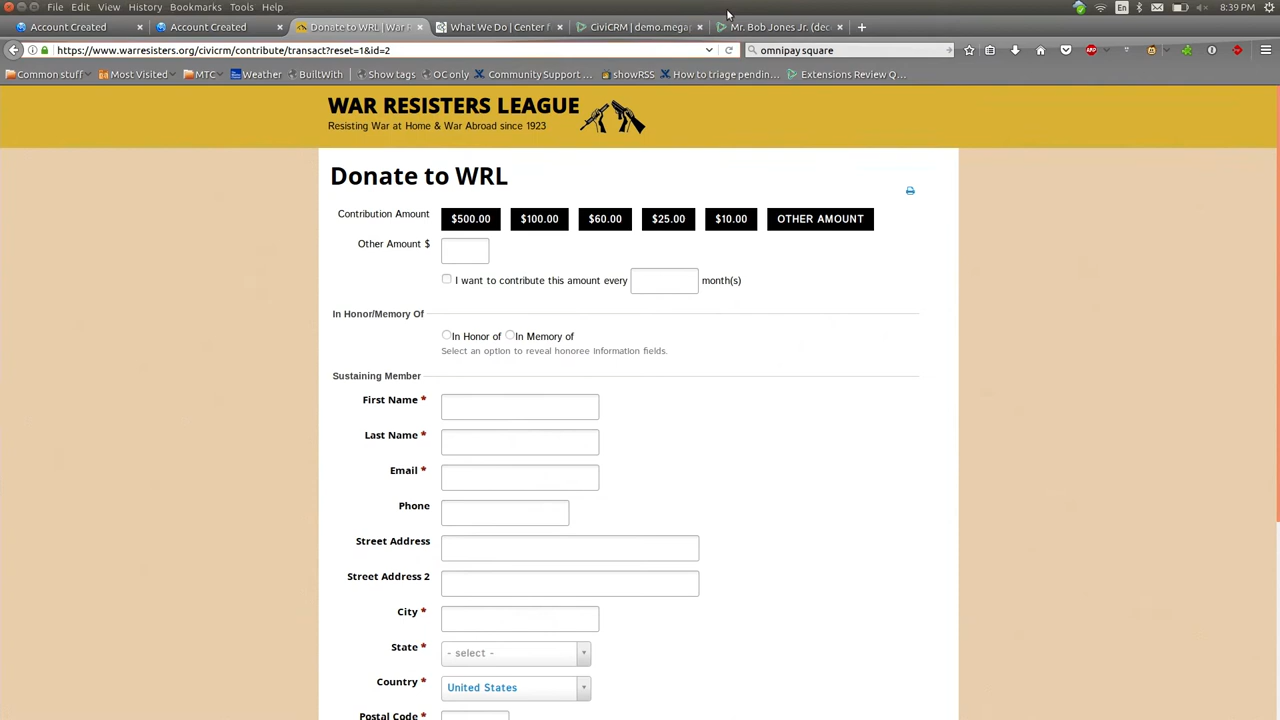 File Edit View History Bookmarks Tools Help En 8:39 PM
Account Created × Account Created × Donate to WRL | War R × What We Do | Center f × CiviCRM | demo.megap × Mr. Bob Jones Jr. (dec ×
https://www.warresisters.org/civicrm/contribute/transact?reset=1&id=2 omnipay square
Common stuff Most Visited MTC Weather BuiltWith Show tags OC only Community Support ... showRSS How to triage pendin... Extensions Review Q...
WAR RESISTERS LEAGUE
Resisting War at Home & War Abroad since 1923
Donate to WRL
Contribution Amount $500.00 $100.00 $60.00 $25.00 $10.00 OTHER AMOUNT
Other Amount $
I want to contribute this amount every month(s)
In Honor/Memory Of
In Honor of In Memory of
Select an option to reveal honoree information fields.
Sustaining Member
First Name *
Last Name *
Email *
Phone
Street Address
Street Address 2
City *
State * - select -
Country * United States
Postal Code *